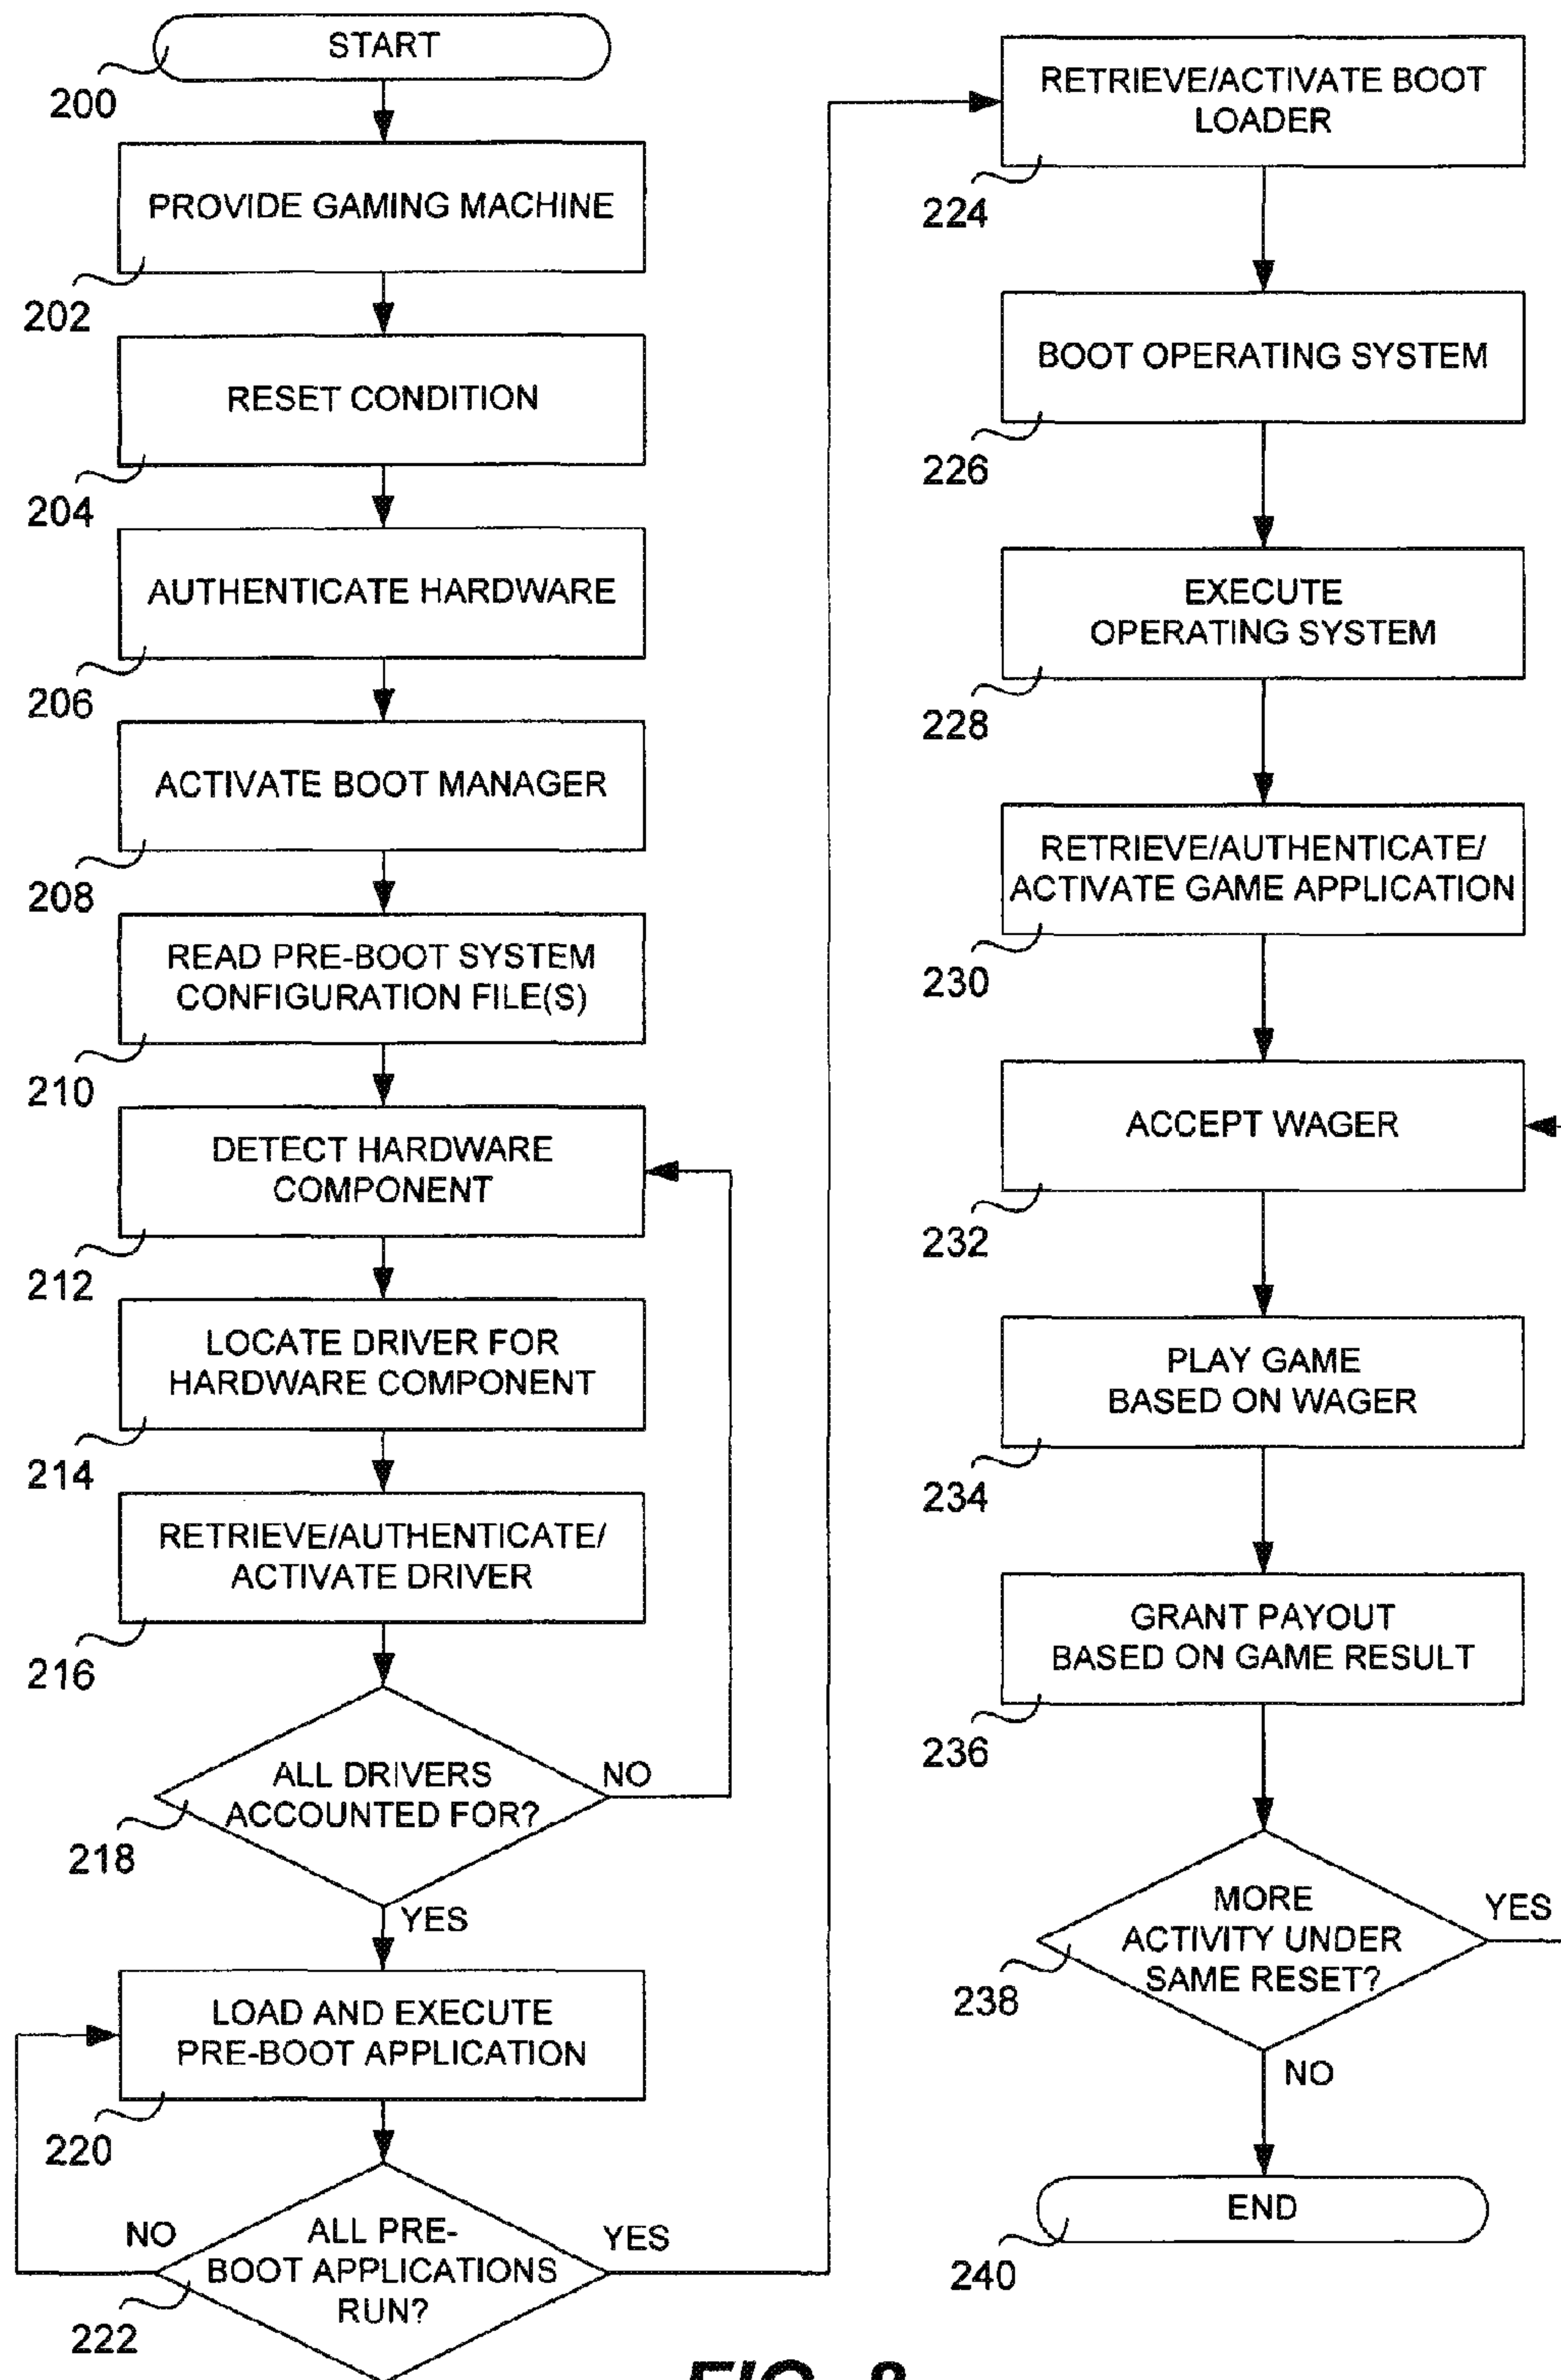 START
200
PROVIDE GAMING MACHINE
202
RESET CONDITION
204
AUTHENTICATE HARDWARE
206
ACTIVATE BOOT MANAGER
208
READ PRE-BOOT SYSTEM
CONFIGURATION FILE(S)
210
DETECT HARDWARE
COMPONENT
212
LOCATE DRIVER FOR
HARDWARE COMPONENT
214
RETRIEVE/AUTHENTICATE/
ACTIVATE DRIVER
216
ALL DRIVERS
ACCOUNTED FOR?
NO
218
YES
LOAD AND EXECUTE
PRE-BOOT APPLICATION
220
NO
ALL PRE-
BOOT APPLICATIONS
RUN?
YES
222
RETRIEVE/ACTIVATE BOOT
LOADER
224
BOOT OPERATING SYSTEM
226
EXECUTE
OPERATING SYSTEM
228
RETRIEVE/AUTHENTICATE/
ACTIVATE GAME APPLICATION
230
ACCEPT WAGER
232
PLAY GAME
BASED ON WAGER
234
GRANT PAYOUT
BASED ON GAME RESULT
236
MORE
ACTIVITY UNDER
SAME RESET?
YES
238
NO
END
240